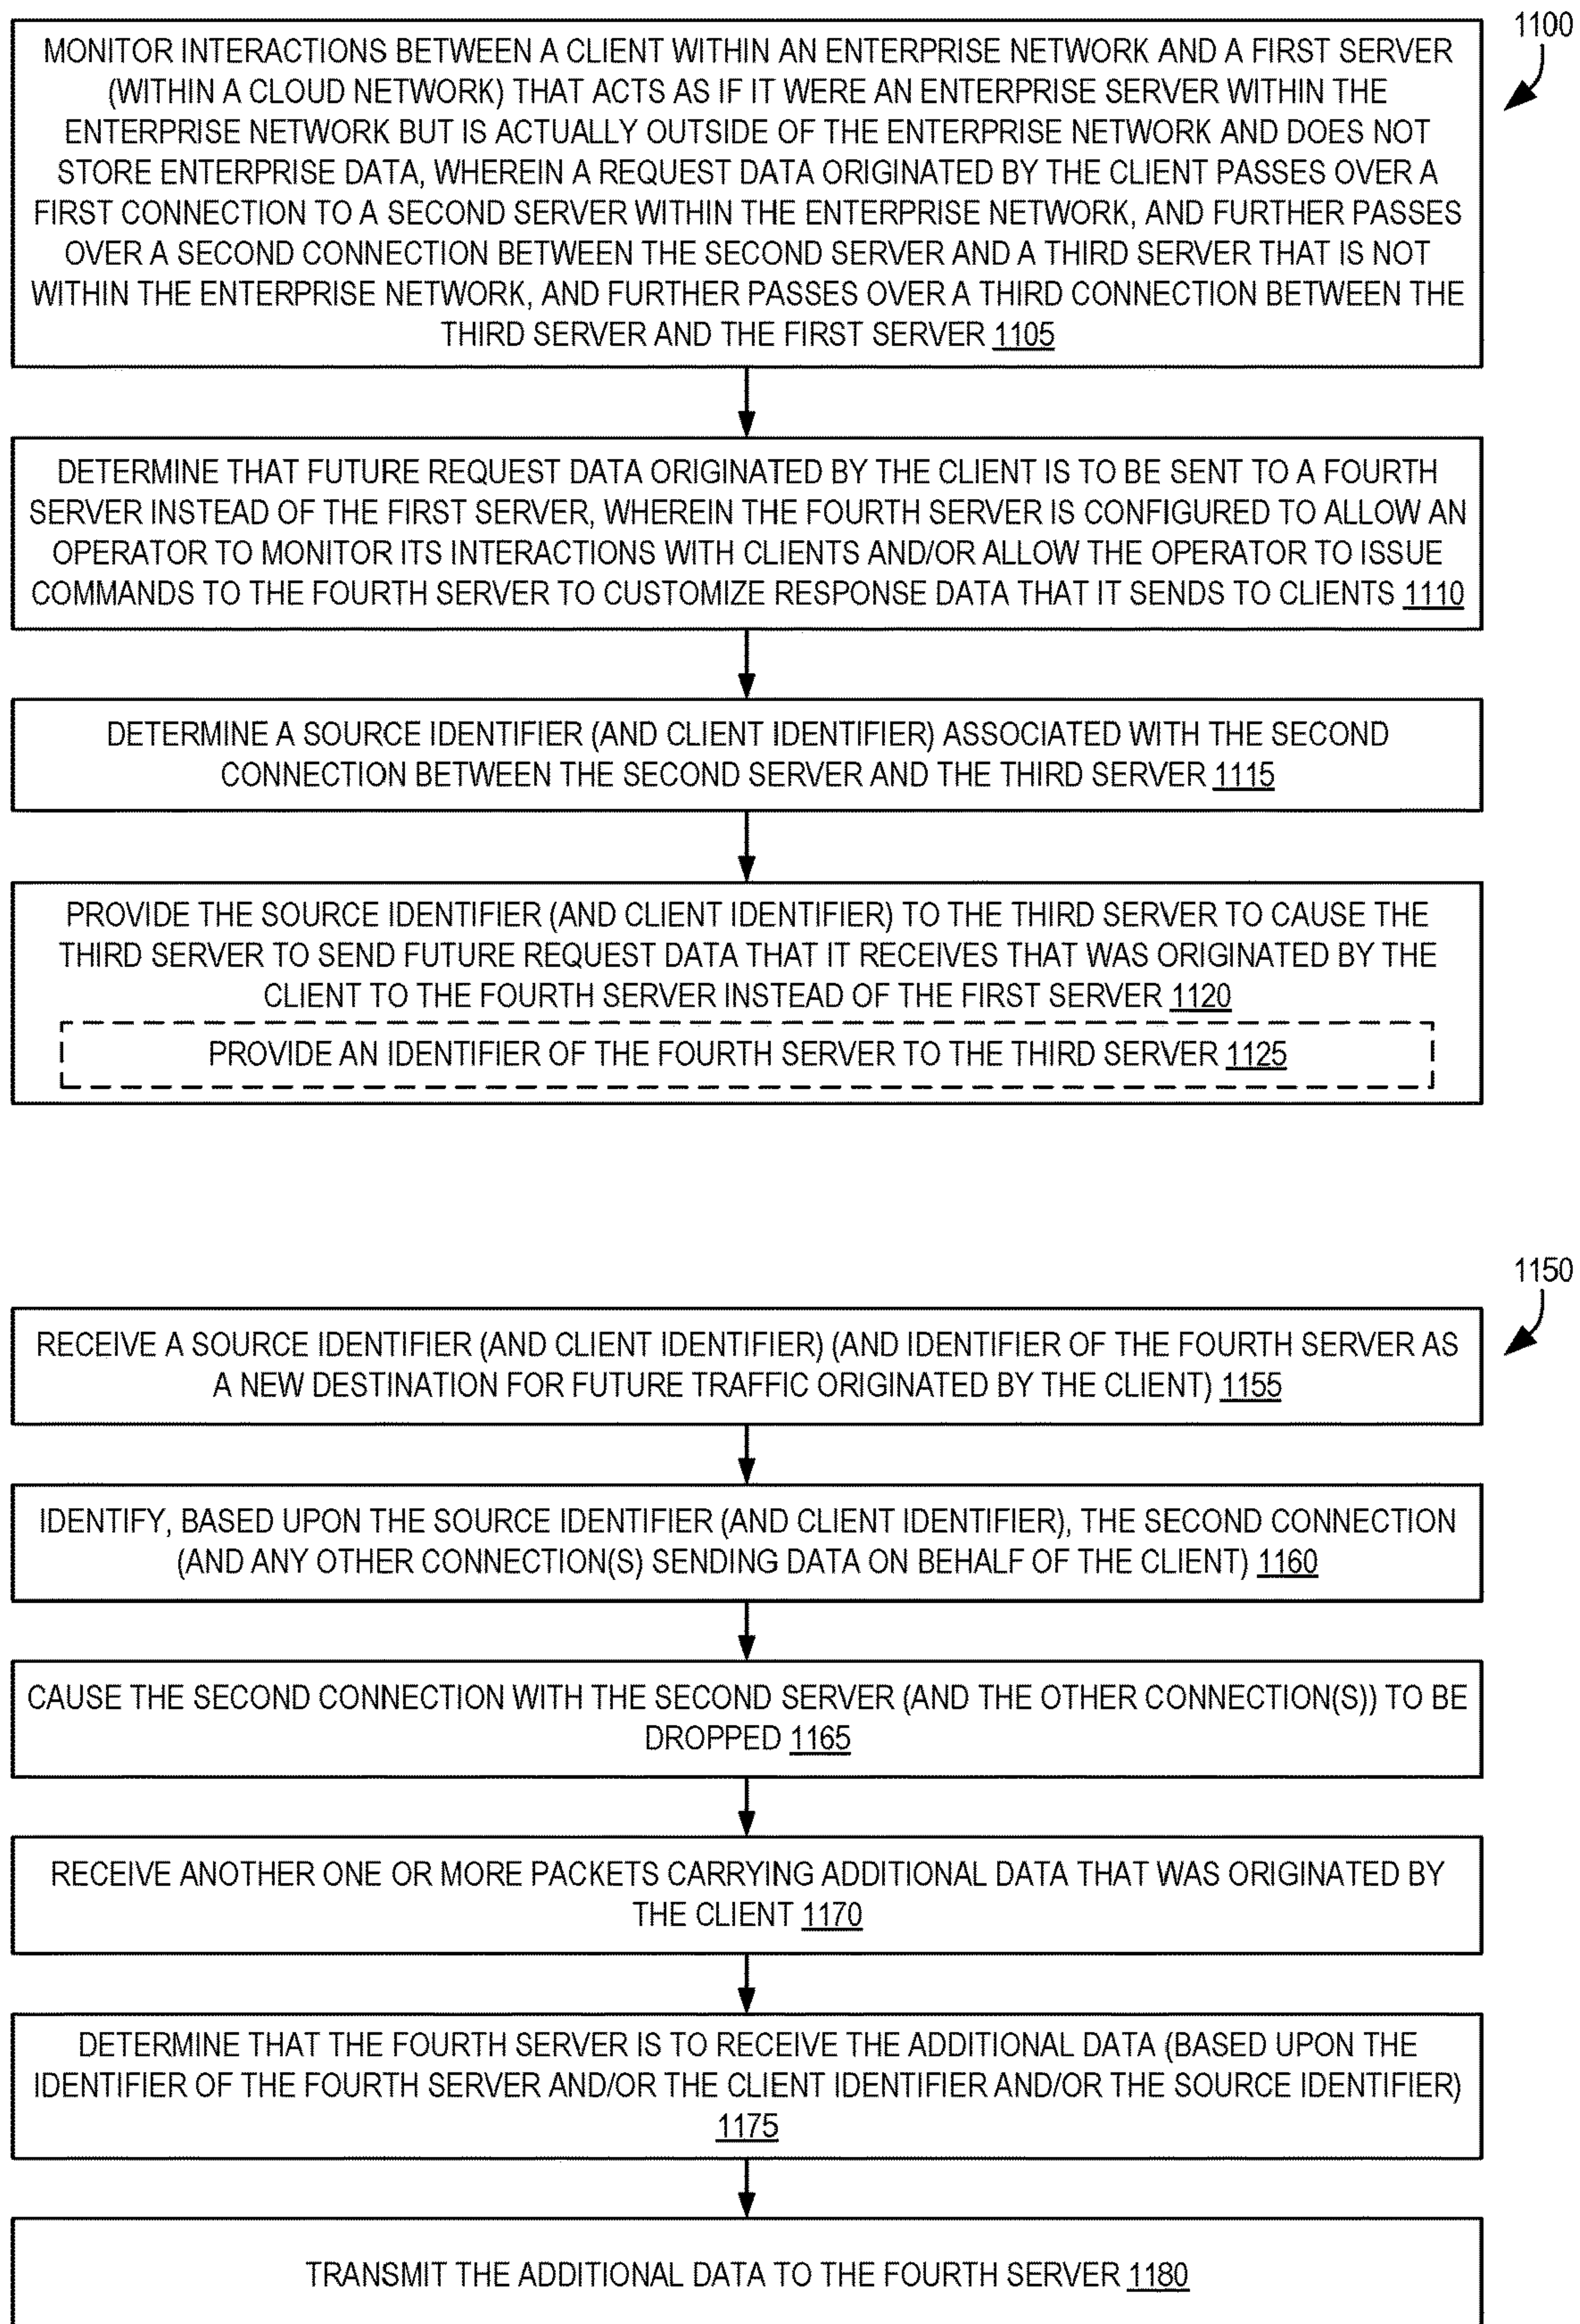 1100
MONITOR INTERACTIONS BETWEEN A CLIENT WITHIN AN ENTERPRISE NETWORK AND A FIRST SERVER
(WITHIN A CLOUD NETWORK) THAT ACTS AS IF IT WERE AN ENTERPRISE SERVER WITHIN THE
ENTERPRISE NETWORK BUT IS ACTUALLY OUTSIDE OF THE ENTERPRISE NETWORK AND DOES NOT
STORE ENTERPRISE DATA, WHEREIN A REQUEST DATA ORIGINATED BY THE CLIENT PASSES OVER A
FIRST CONNECTION TO A SECOND SERVER WITHIN THE ENTERPRISE NETWORK, AND FURTHER PASSES
OVER A SECOND CONNECTION BETWEEN THE SECOND SERVER AND A THIRD SERVER THAT IS NOT
WITHIN THE ENTERPRISE NETWORK, AND FURTHER PASSES OVER A THIRD CONNECTION BETWEEN THE
THIRD SERVER AND THE FIRST SERVER 1105
DETERMINE THAT FUTURE REQUEST DATA ORIGINATED BY THE CLIENT IS TO BE SENT TO A FOURTH
SERVER INSTEAD OF THE FIRST SERVER, WHEREIN THE FOURTH SERVER IS CONFIGURED TO ALLOW AN
OPERATOR TO MONITOR ITS INTERACTIONS WITH CLIENTS AND/OR ALLOW THE OPERATOR TO ISSUE
COMMANDS TO THE FOURTH SERVER TO CUSTOMIZE RESPONSE DATA THAT IT SENDS TO CLIENTS 1110
DETERMINE A SOURCE IDENTIFIER (AND CLIENT IDENTIFIER) ASSOCIATED WITH THE SECOND
CONNECTION BETWEEN THE SECOND SERVER AND THE THIRD SERVER 1115
PROVIDE THE SOURCE IDENTIFIER (AND CLIENT IDENTIFIER) TO THE THIRD SERVER TO CAUSE THE
THIRD SERVER TO SEND FUTURE REQUEST DATA THAT IT RECEIVES THAT WAS ORIGINATED BY THE
CLIENT TO THE FOURTH SERVER INSTEAD OF THE FIRST SERVER 1120
PROVIDE AN IDENTIFIER OF THE FOURTH SERVER TO THE THIRD SERVER 1125
1150
RECEIVE A SOURCE IDENTIFIER (AND CLIENT IDENTIFIER) (AND IDENTIFIER OF THE FOURTH SERVER AS
A NEW DESTINATION FOR FUTURE TRAFFIC ORIGINATED BY THE CLIENT) 1155
IDENTIFY, BASED UPON THE SOURCE IDENTIFIER (AND CLIENT IDENTIFIER), THE SECOND CONNECTION
(AND ANY OTHER CONNECTION(S) SENDING DATA ON BEHALF OF THE CLIENT) 1160
CAUSE THE SECOND CONNECTION WITH THE SECOND SERVER (AND THE OTHER CONNECTION(S)) TO BE
DROPPED 1165
RECEIVE ANOTHER ONE OR MORE PACKETS CARRYING ADDITIONAL DATA THAT WAS ORIGINATED BY
THE CLIENT 1170
DETERMINE THAT THE FOURTH SERVER IS TO RECEIVE THE ADDITIONAL DATA (BASED UPON THE
IDENTIFIER OF THE FOURTH SERVER AND/OR THE CLIENT IDENTIFIER AND/OR THE SOURCE IDENTIFIER)
1175
TRANSMIT THE ADDITIONAL DATA TO THE FOURTH SERVER 1180